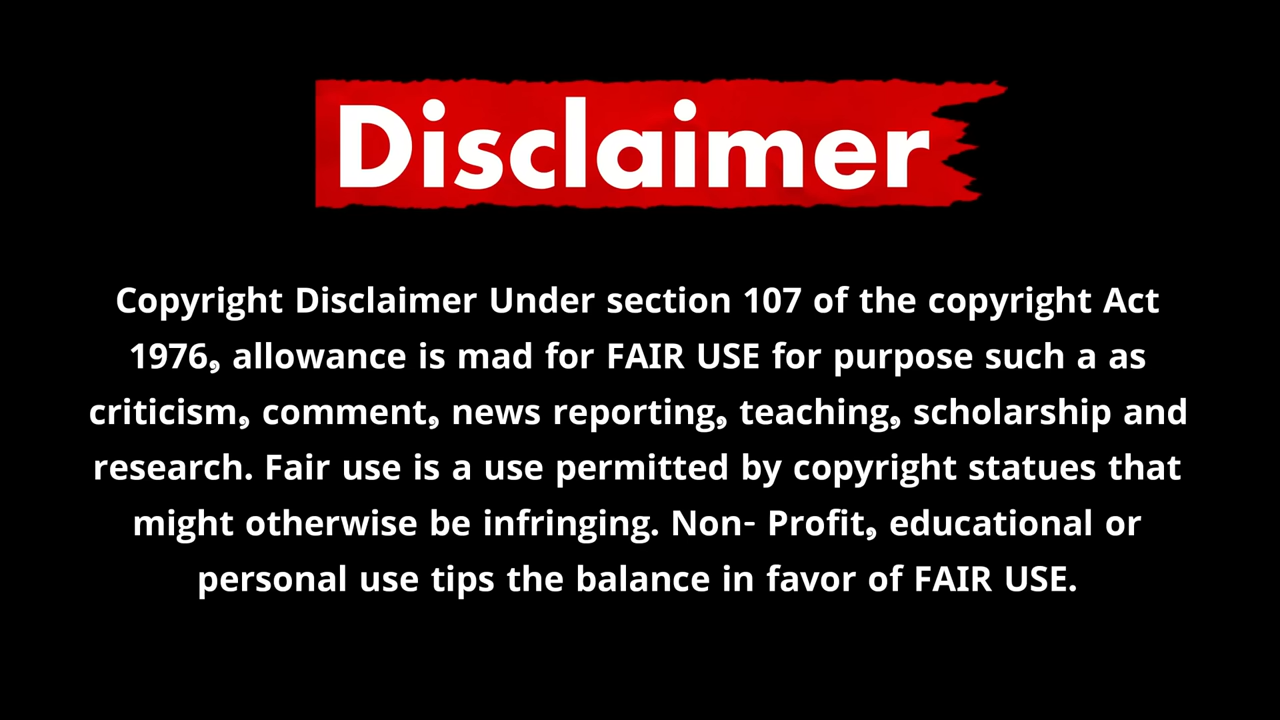 Disclaimer
Copyright Disclaimer Under section 107 of the copyright Act
1976, allowance is mad for FAIR USE for purpose such a as
criticism, comment, news reporting, teaching, scholarship and
research. Fair use is a use permitted by copyright statues that
might otherwise be infringing. Non- Profit, educational or
personal use tips the balance in favor of FAIR USE.